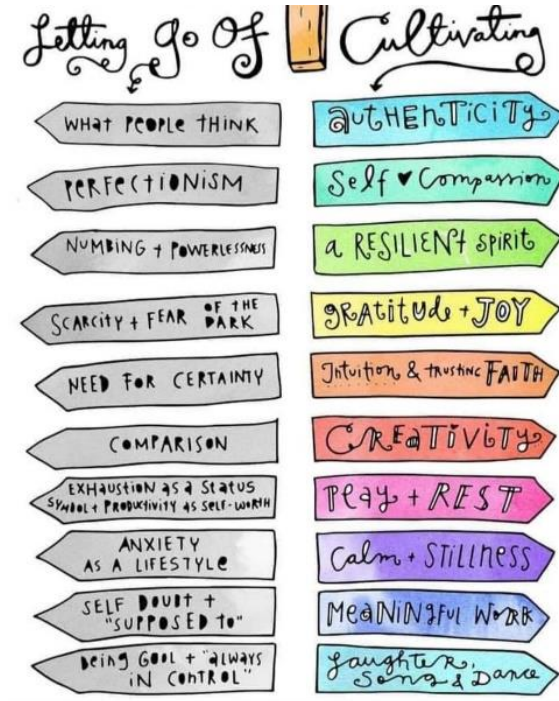 Letting go Of
Cultivating
WHAT PEOPLE THINK
aUTHENTiCiTy
PERFECTiONiSM
Self ♥ Compassion
NUMBiNG + POWERLESSNESS
a RESiLiENt SpiRit
SCARCitY + FEAR OF THE
DARK
gRAtitUde + JOY
NEED FOR CERTAiNTY
Intuition & tRUStiNG FAITH
COMPARISON
CREaTiViTy
EXHAUStiON aS a StatUS
SYMBOL + PRODUCtiViTY aS SELF-WORtH
PLay + REST
ANXIETY
AS A LIFESTYLe
Calm + STiLLNeSS
SELF DOUBt +
"SUPPOSED to"
MEaNiNgfUL WoRK
BEiNg COOL + "aLWaYS
iN CONtROL"
Laughter,
Song & Dance